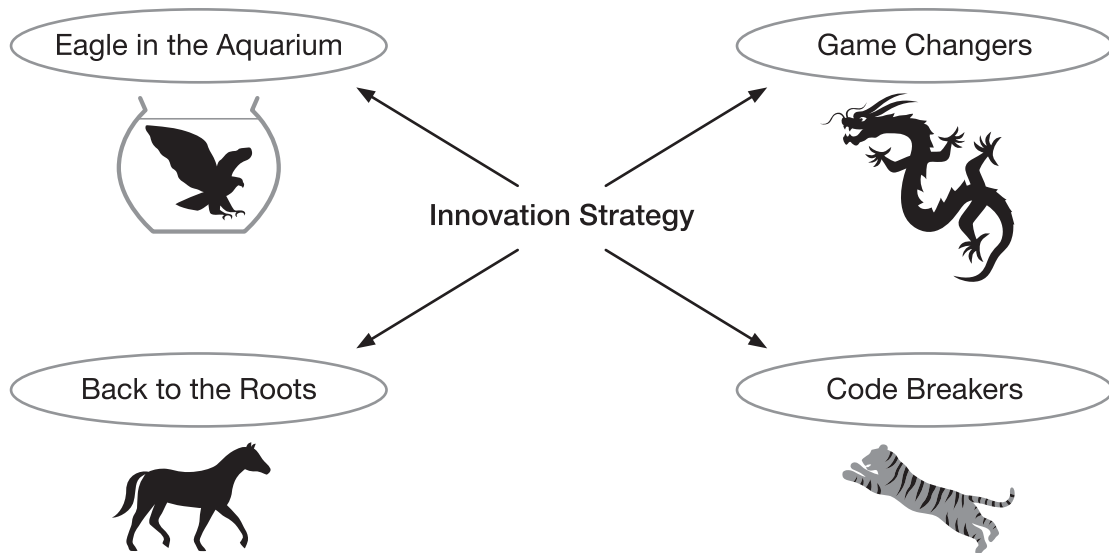 Eagle in the Aquarium
Game Changers
Innovation Strategy
Back to the Roots
Code Breakers